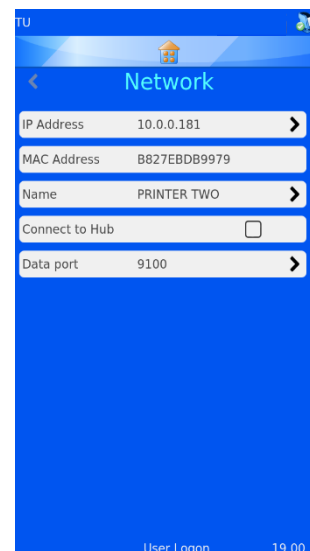 TU
Network
IP Address 10.0.0.181
MAC Address B827EBDB9979
Name PRINTER TWO
Connect to Hub
Data port 9100
User Logon 19.00